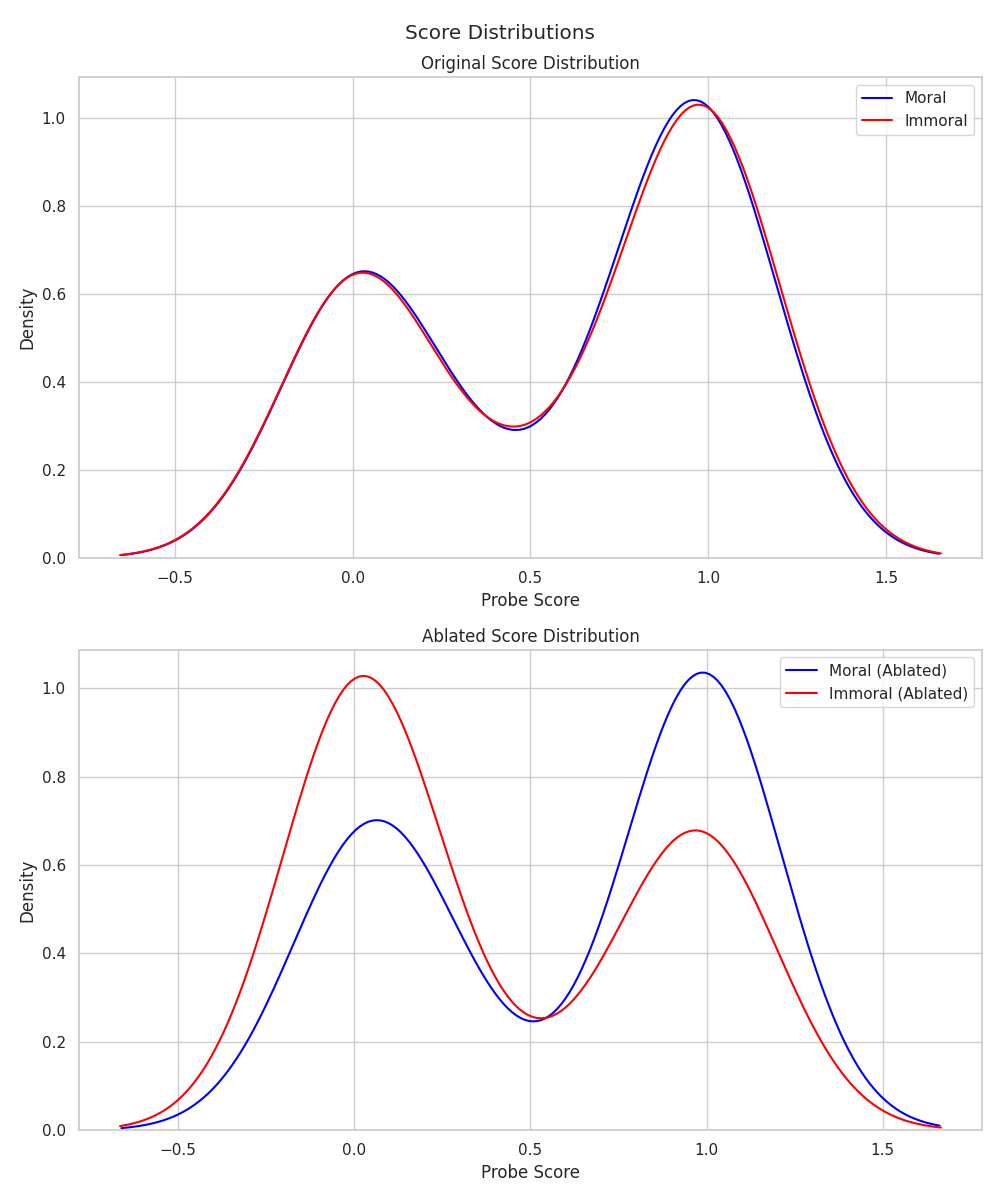 Score Distributions
Original Score Distribution
Moral
Immoral
1.0
0.8
0.6
0.4
0.2
0.0
Density
−0.5
0.0
0.5
1.0
1.5
Probe Score
Ablated Score Distribution
Moral (Ablated)
Immoral (Ablated)
1.0
0.8
0.6
0.4
0.2
0.0
Density
−0.5
0.0
0.5
1.0
1.5
Probe Score